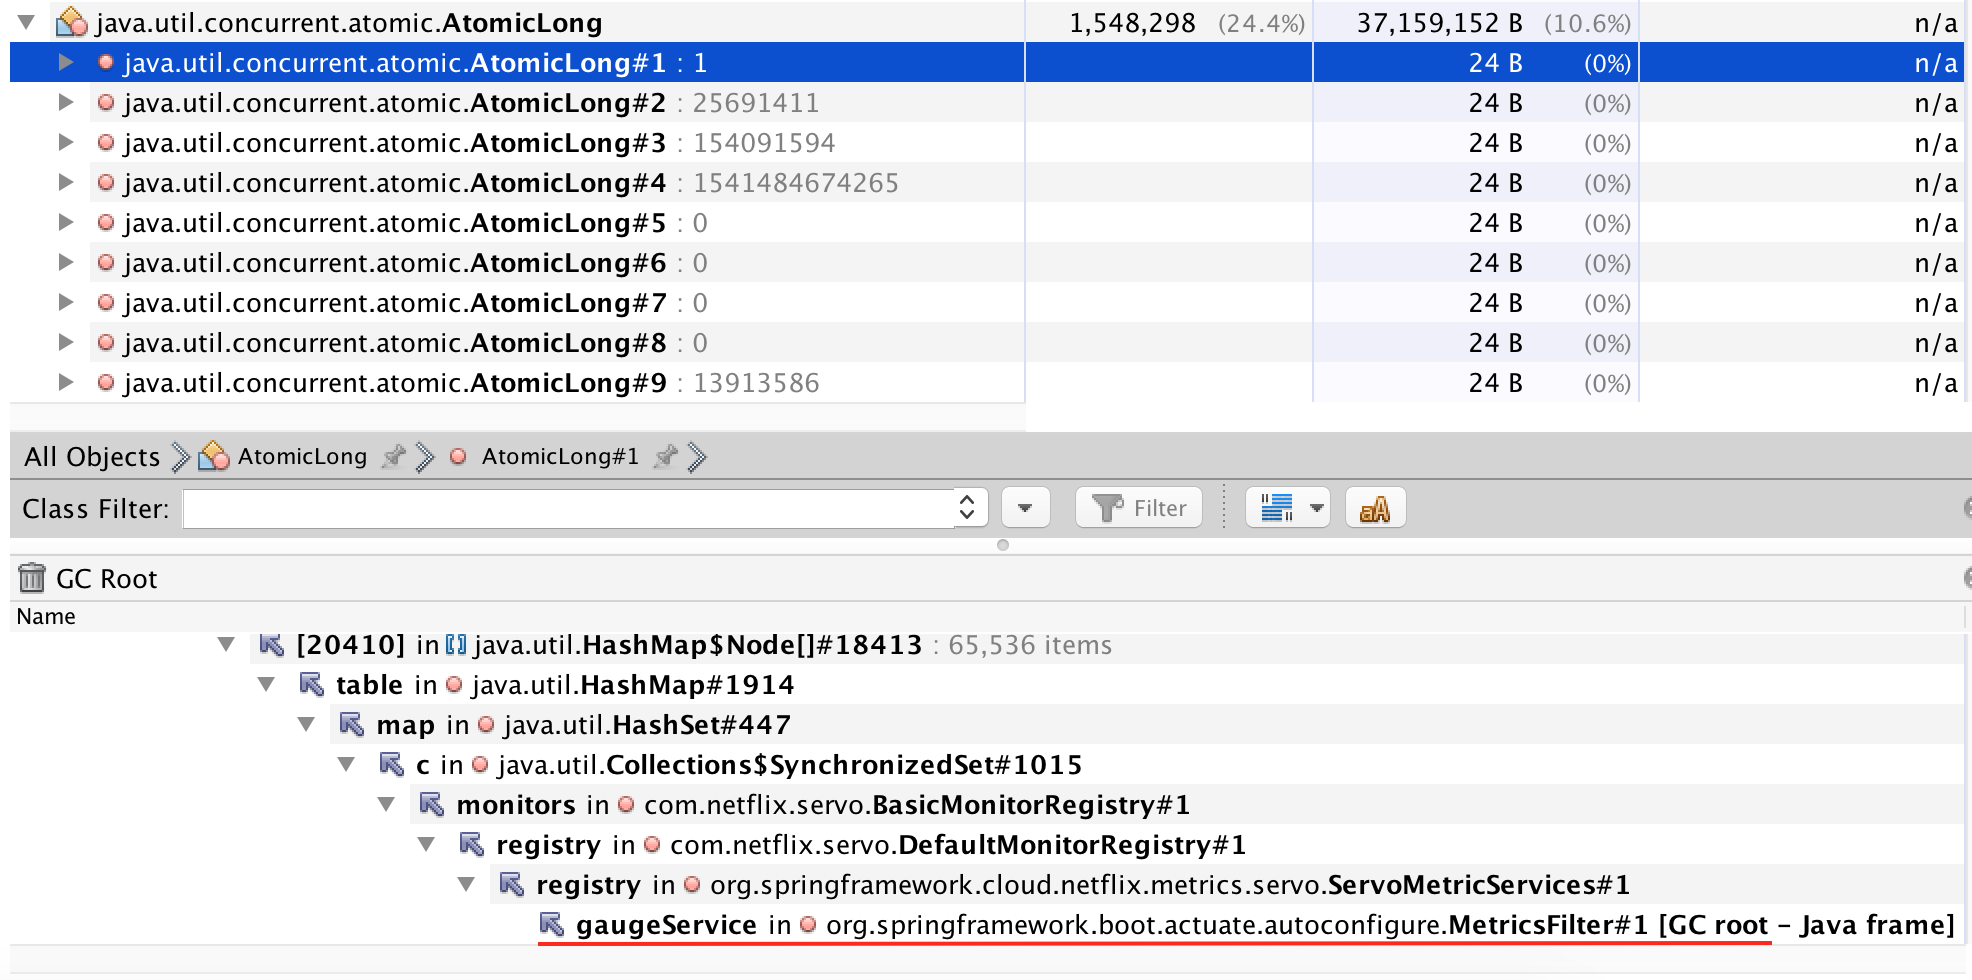 java.util.concurrent.atomic.AtomicLong 1,548,298 (24.4%) 37,159,152 B (10.6%) n/a
java.util.concurrent.atomic.AtomicLong#1 : 1 24 B (0%) n/a
java.util.concurrent.atomic.AtomicLong#2 : 25691411 24 B (0%) n/a
java.util.concurrent.atomic.AtomicLong#3 : 154091594 24 B (0%) n/a
java.util.concurrent.atomic.AtomicLong#4 : 1541484674265 24 B (0%) n/a
java.util.concurrent.atomic.AtomicLong#5 : 0 24 B (0%) n/a
java.util.concurrent.atomic.AtomicLong#6 : 0 24 B (0%) n/a
java.util.concurrent.atomic.AtomicLong#7 : 0 24 B (0%) n/a
java.util.concurrent.atomic.AtomicLong#8 : 0 24 B (0%) n/a
java.util.concurrent.atomic.AtomicLong#9 : 13913586 24 B (0%) n/a
All Objects AtomicLong AtomicLong#1
Class Filter: Filter aA
GC Root
Name
[20410] in java.util.HashMap$Node[]#18413 : 65,536 items
table in java.util.HashMap#1914
map in java.util.HashSet#447
c in java.util.Collections$SynchronizedSet#1015
monitors in com.netflix.servo.BasicMonitorRegistry#1
registry in com.netflix.servo.DefaultMonitorRegistry#1
registry in org.springframework.cloud.netflix.metrics.servo.ServoMetricServices#1
gaugeService in org.springframework.boot.actuate.autoconfigure.MetricsFilter#1 [GC root - Java frame]